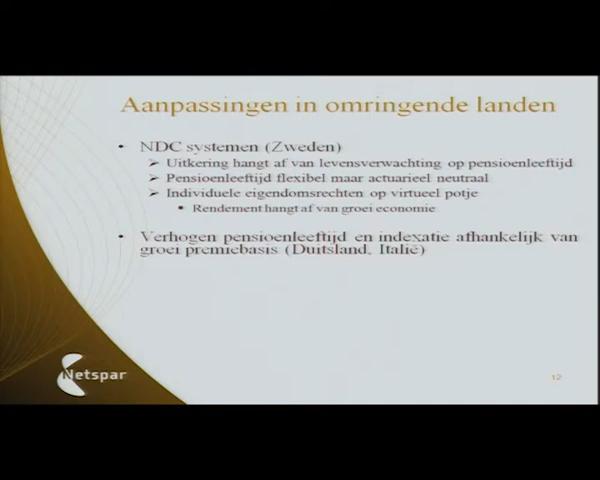 Aanpassingen in omringende landen
• NDC systemen (Zweden)
➢ Uitkering hangt af van levensverwachting op pensioenleeftijd
➢ Pensioenleeftijd flexibel maar actuarieel neutraal
➢ Individuele eigendomsrechten op virtueel potje
• Rendement hangt af van groei economie
• Verhogen pensioenleeftijd en indexatie afhankelijk van
groei premiebasis (Duitsland, Italië)
Netspar
12